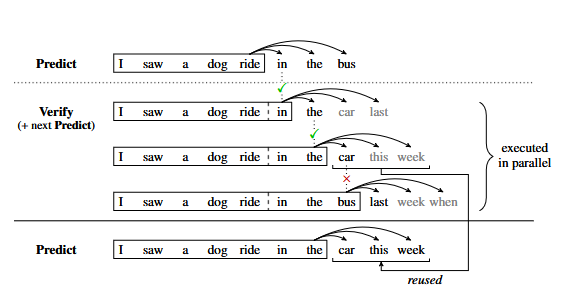 Predict I saw a dog ride in the bus
Verify I saw a dog ride in the car last
(+ next Predict)
I saw a dog ride in the car this week
executed
in parallel
I saw a dog ride in the bus last week when
Predict I saw a dog ride in the car this week
reused